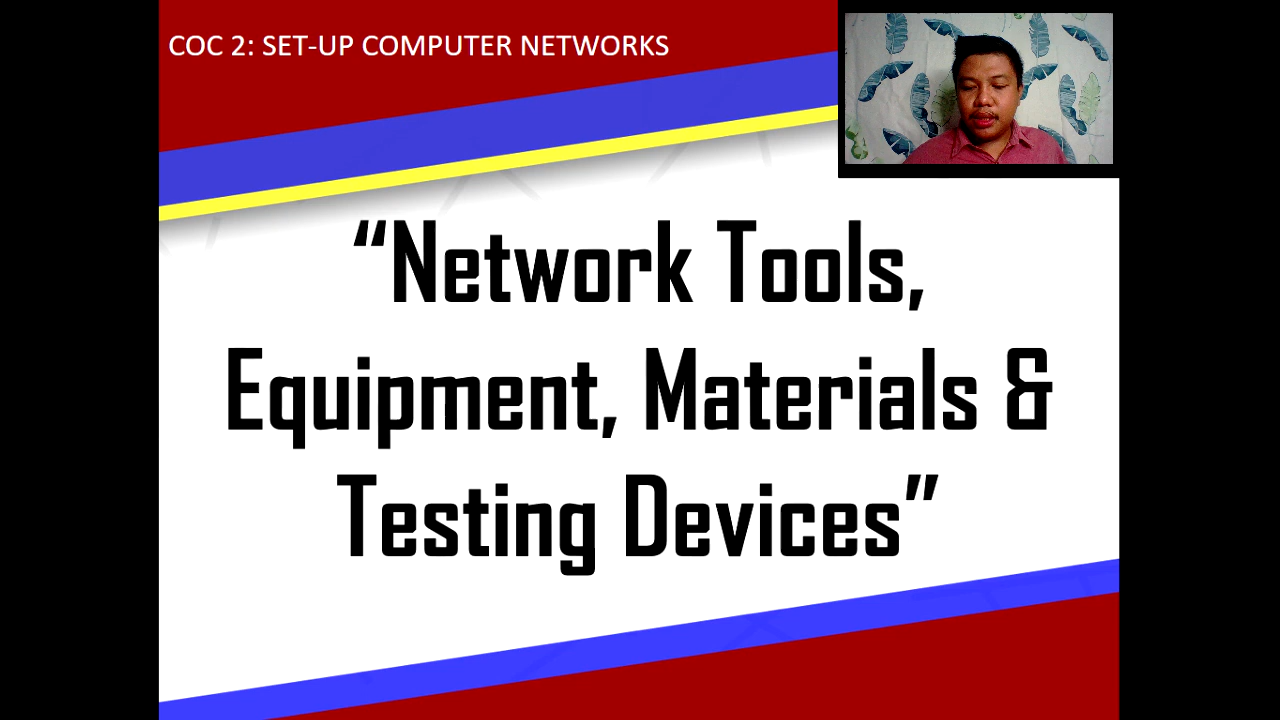 COC 2: SET-UP COMPUTER NETWORKS
“Network Tools,
Equipment, Materials &
Testing Devices”